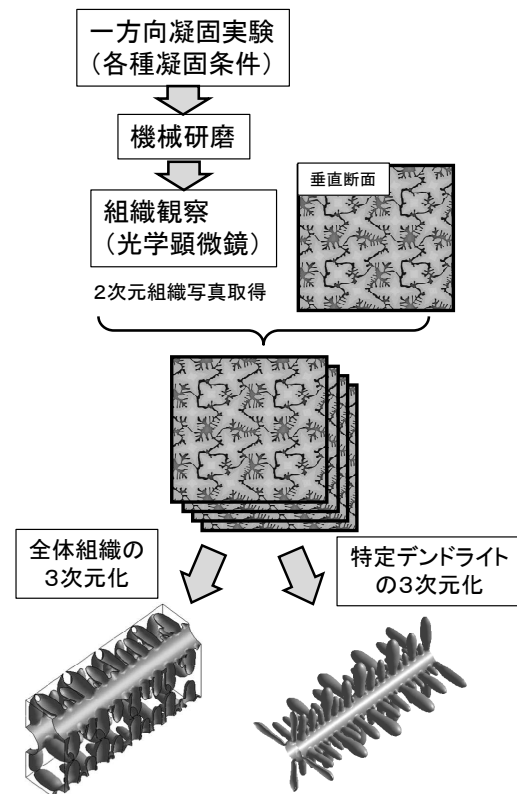 一方向凝固実験
（各種凝固条件）
機械研磨
組織観察
（光学顕微鏡）
垂直断面
２次元組織写真取得
全体組織の
３次元化
特定デンドライト
の３次元化